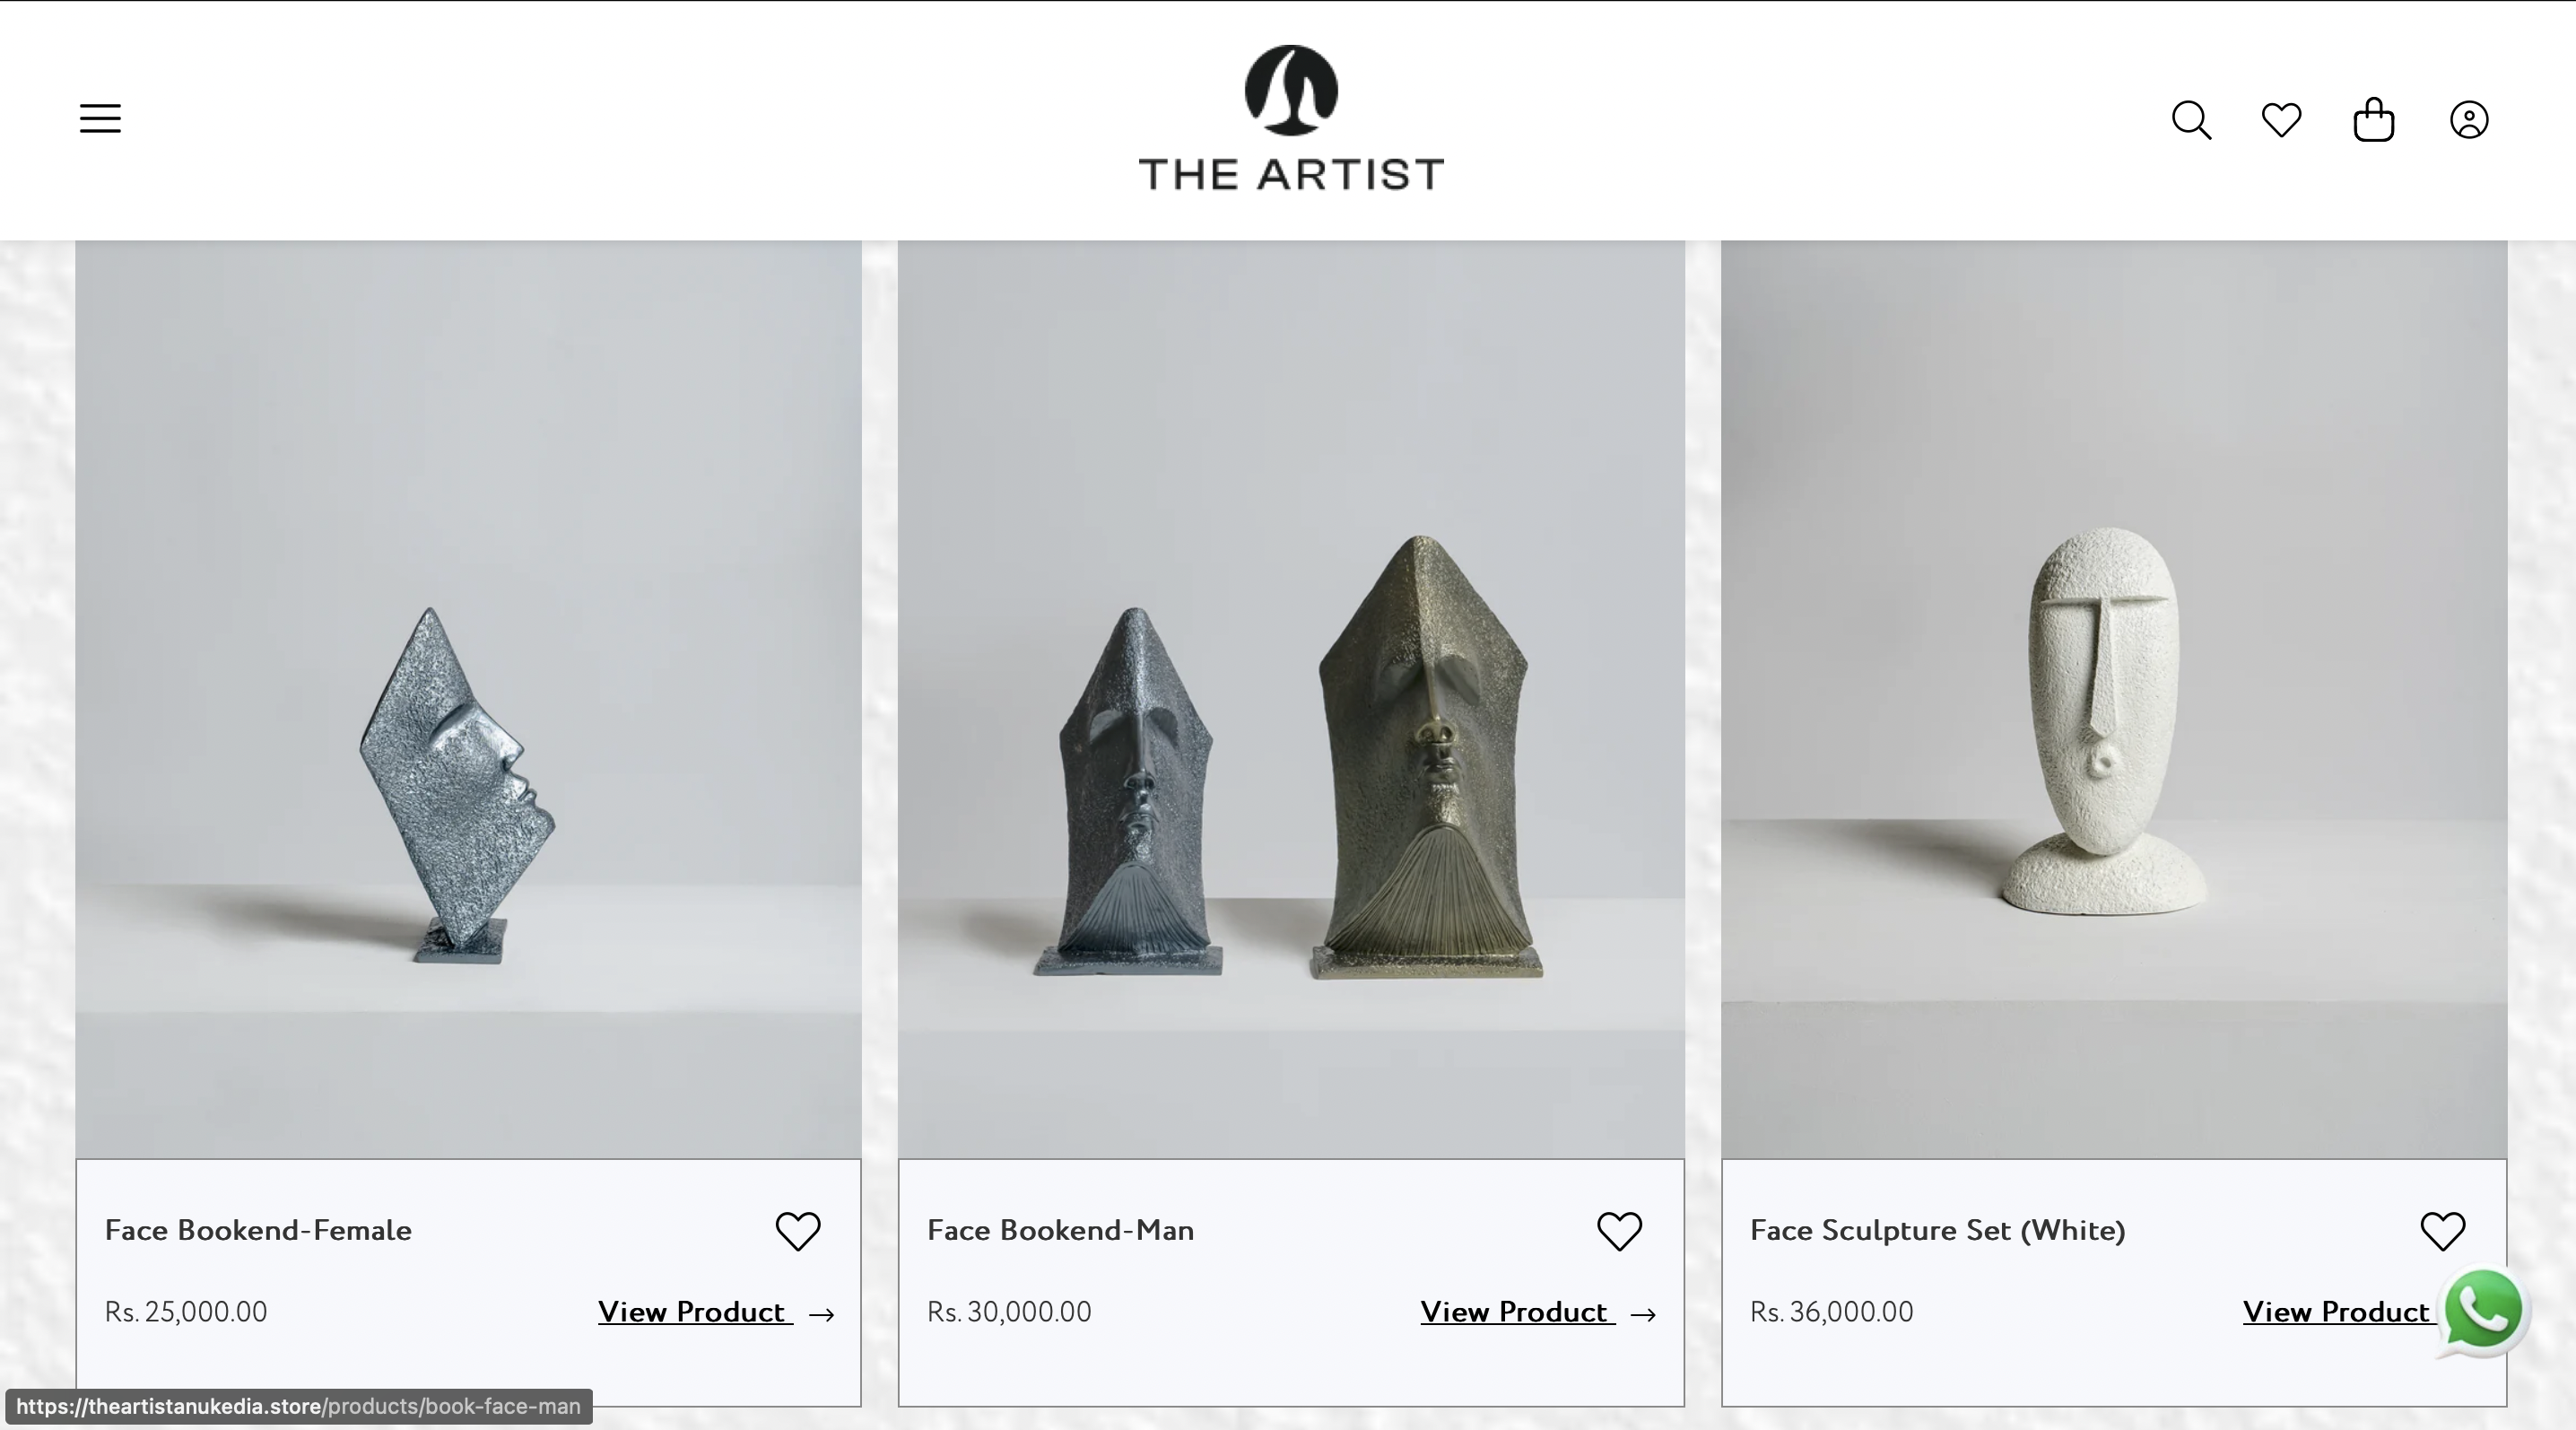 THE ARTIST
Face Bookend-Female
Rs. 25,000.00
View Product →
Face Bookend-Man
Rs. 30,000.00
View Product →
Face Sculpture Set (White)
Rs. 36,000.00
View Product
https://theartistanukedia.store/products/book-face-man